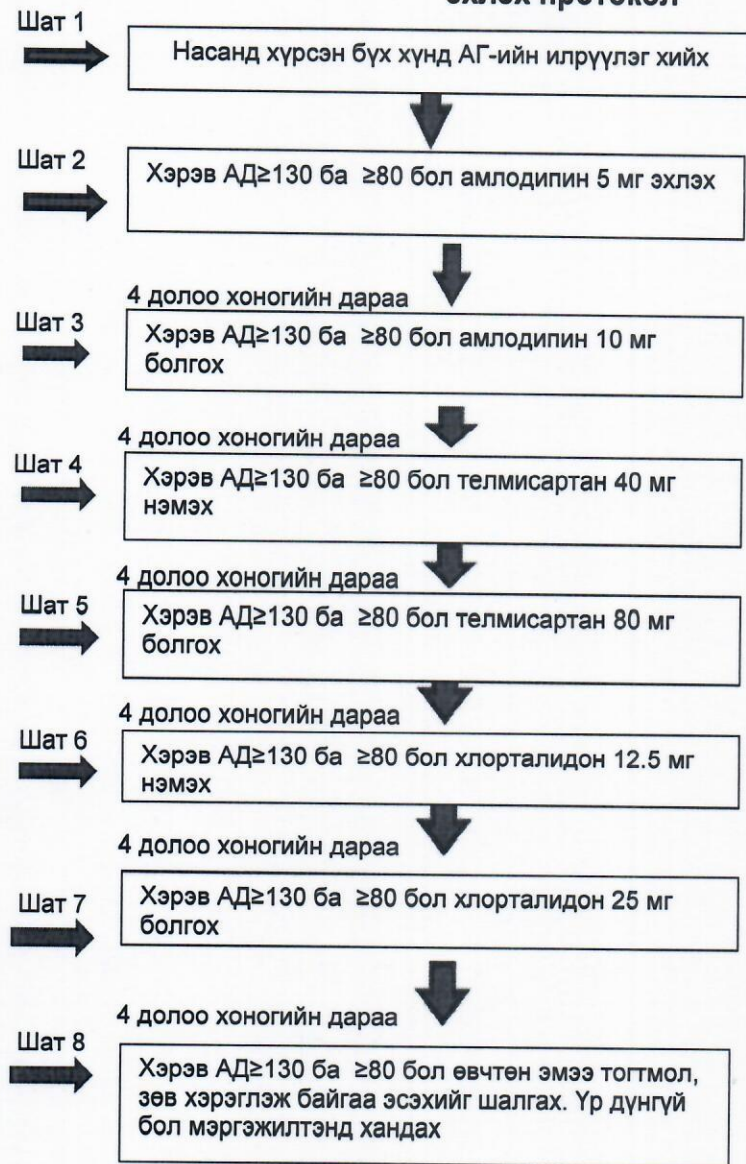 эхлэх протокол
Шат 1
Насанд хүрсэн бүх хүнд АГ-ийн илрүүлэг хийх
Шат 2
Хэрэв АД≥130 ба ≥80 бол амлодипин 5 мг эхлэх
4 долоо хоногийн дараа
Шат 3
Хэрэв АД≥130 ба ≥80 бол амлодипин 10 мг
болгох
4 долоо хоногийн дараа
Шат 4
Хэрэв АД≥130 ба ≥80 бол телмисартан 40 мг
нэмэх
4 долоо хоногийн дараа
Шат 5
Хэрэв АД≥130 ба ≥80 бол телмисартан 80 мг
болгох
4 долоо хоногийн дараа
Шат 6
Хэрэв АД≥130 ба ≥80 бол хлорталидон 12.5 мг
нэмэх
4 долоо хоногийн дараа
Шат 7
Хэрэв АД≥130 ба ≥80 бол хлорталидон 25 мг
болгох
4 долоо хоногийн дараа
Шат 8
Хэрэв АД≥130 ба ≥80 бол өвчтөн эмээ тогтмол,
зөв хэрэглэж байгаа эсэхийг шалгах. Үр дүнгүй
бол мэргэжилтэнд хандах